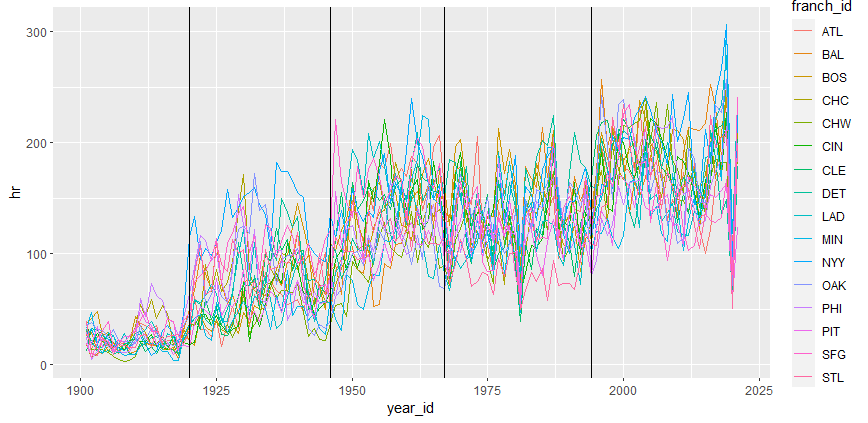 franch_id
300
200
100
0
hr
1900
1925
1950
1975
2000
2025
year_id
ATL
BAL
BOS
CHC
CHW
CIN
CLE
DET
LAD
MIN
NYY
OAK
PHI
PIT
SFG
STL